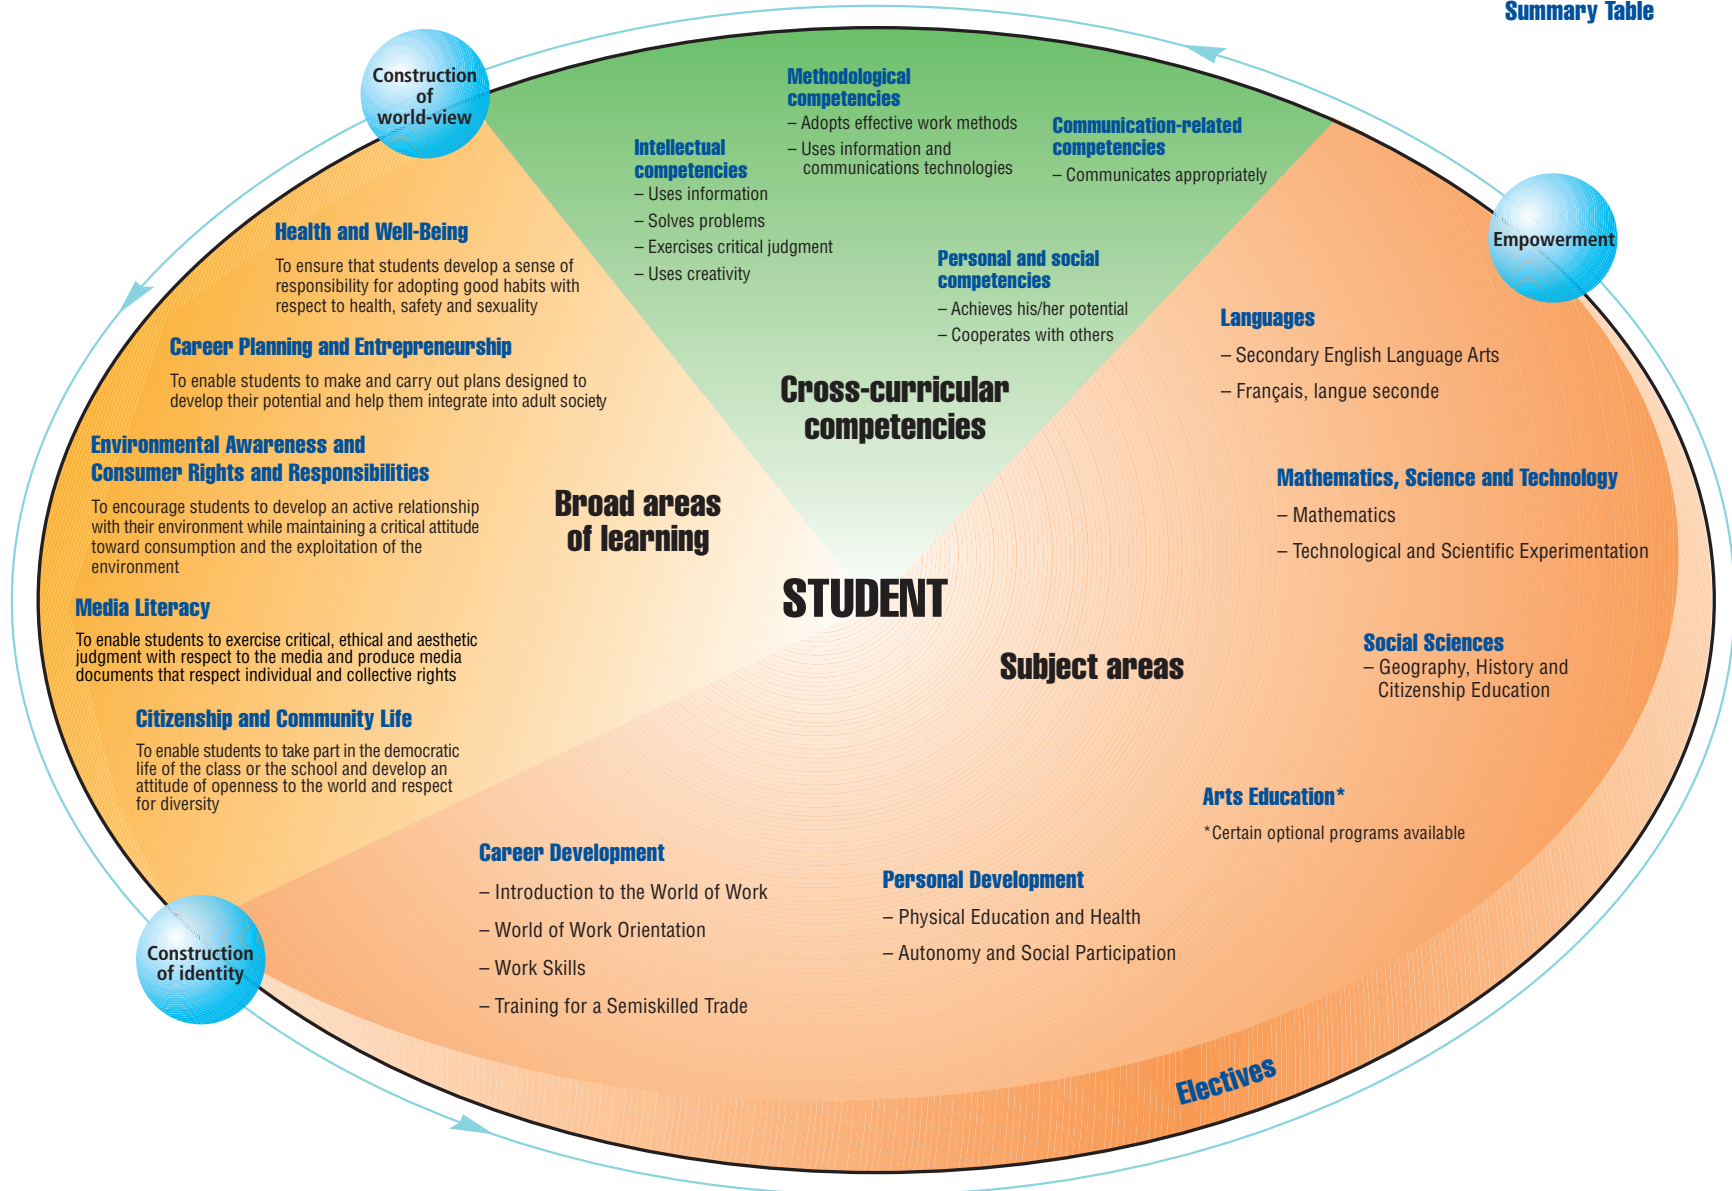 Summary Table
Construction
of
world-view
Methodological
competencies
– Adopts effective work methods
– Uses information and
communications technologies
Communication-related
competencies
– Communicates appropriately
Intellectual
competencies
– Uses information
– Solves problems
– Exercises critical judgment
– Uses creativity
Personal and social
competencies
– Achieves his/her potential
– Cooperates with others
Cross-curricular
competencies
Empowerment
Health and Well-Being
To ensure that students develop a sense of
responsibility for adopting good habits with
respect to health, safety and sexuality
Career Planning and Entrepreneurship
To enable students to make and carry out plans designed to
develop their potential and help them integrate into adult society
Environmental Awareness and
Consumer Rights and Responsibilities
To encourage students to develop an active relationship
with their environment while maintaining a critical attitude
toward consumption and the exploitation of the
environment
Media Literacy
To enable students to exercise critical, ethical and aesthetic
judgment with respect to the media and produce media
documents that respect individual and collective rights
Citizenship and Community Life
To enable students to take part in the democratic
life of the class or the school and develop an
attitude of openness to the world and respect
for diversity
Broad areas
of learning
STUDENT
Subject areas
Languages
– Secondary English Language Arts
– Français, langue seconde
Mathematics, Science and Technology
– Mathematics
– Technological and Scientific Experimentation
Social Sciences
– Geography, History and
Citizenship Education
Arts Education*
*Certain optional programs available
Career Development
– Introduction to the World of Work
– World of Work Orientation
– Work Skills
– Training for a Semiskilled Trade
Personal Development
– Physical Education and Health
– Autonomy and Social Participation
Construction
of identity
Electives